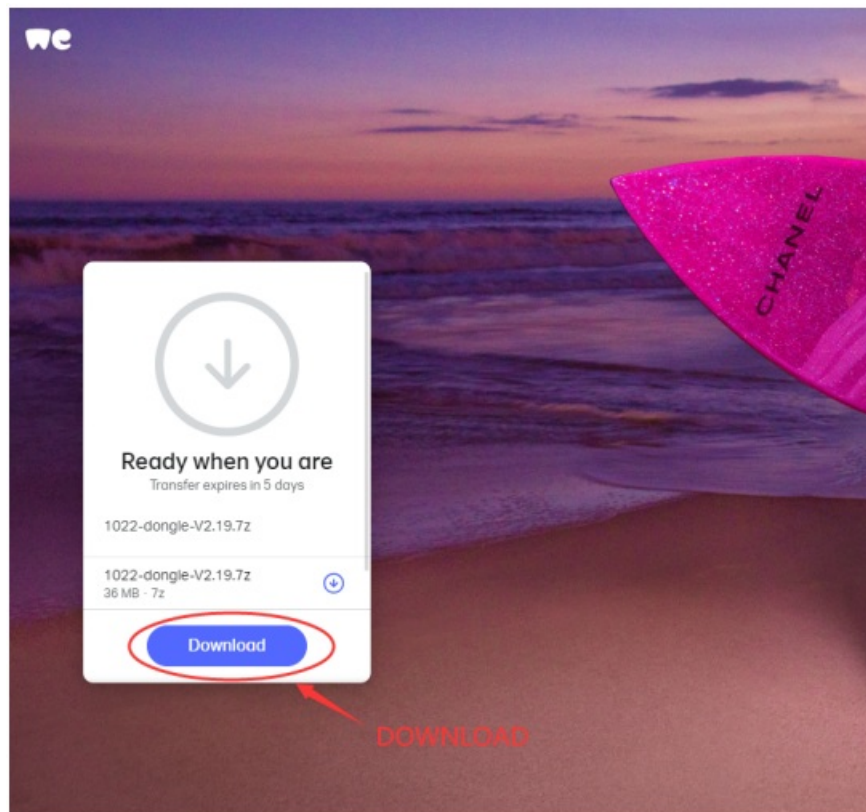 we
CHANEL
Ready when you are
Transfer expires in 5 days
1022-dongle-V2.19.7z
1022-dongle-V2.19.7z
36 MB · 7z
Download
DOWNLOAD